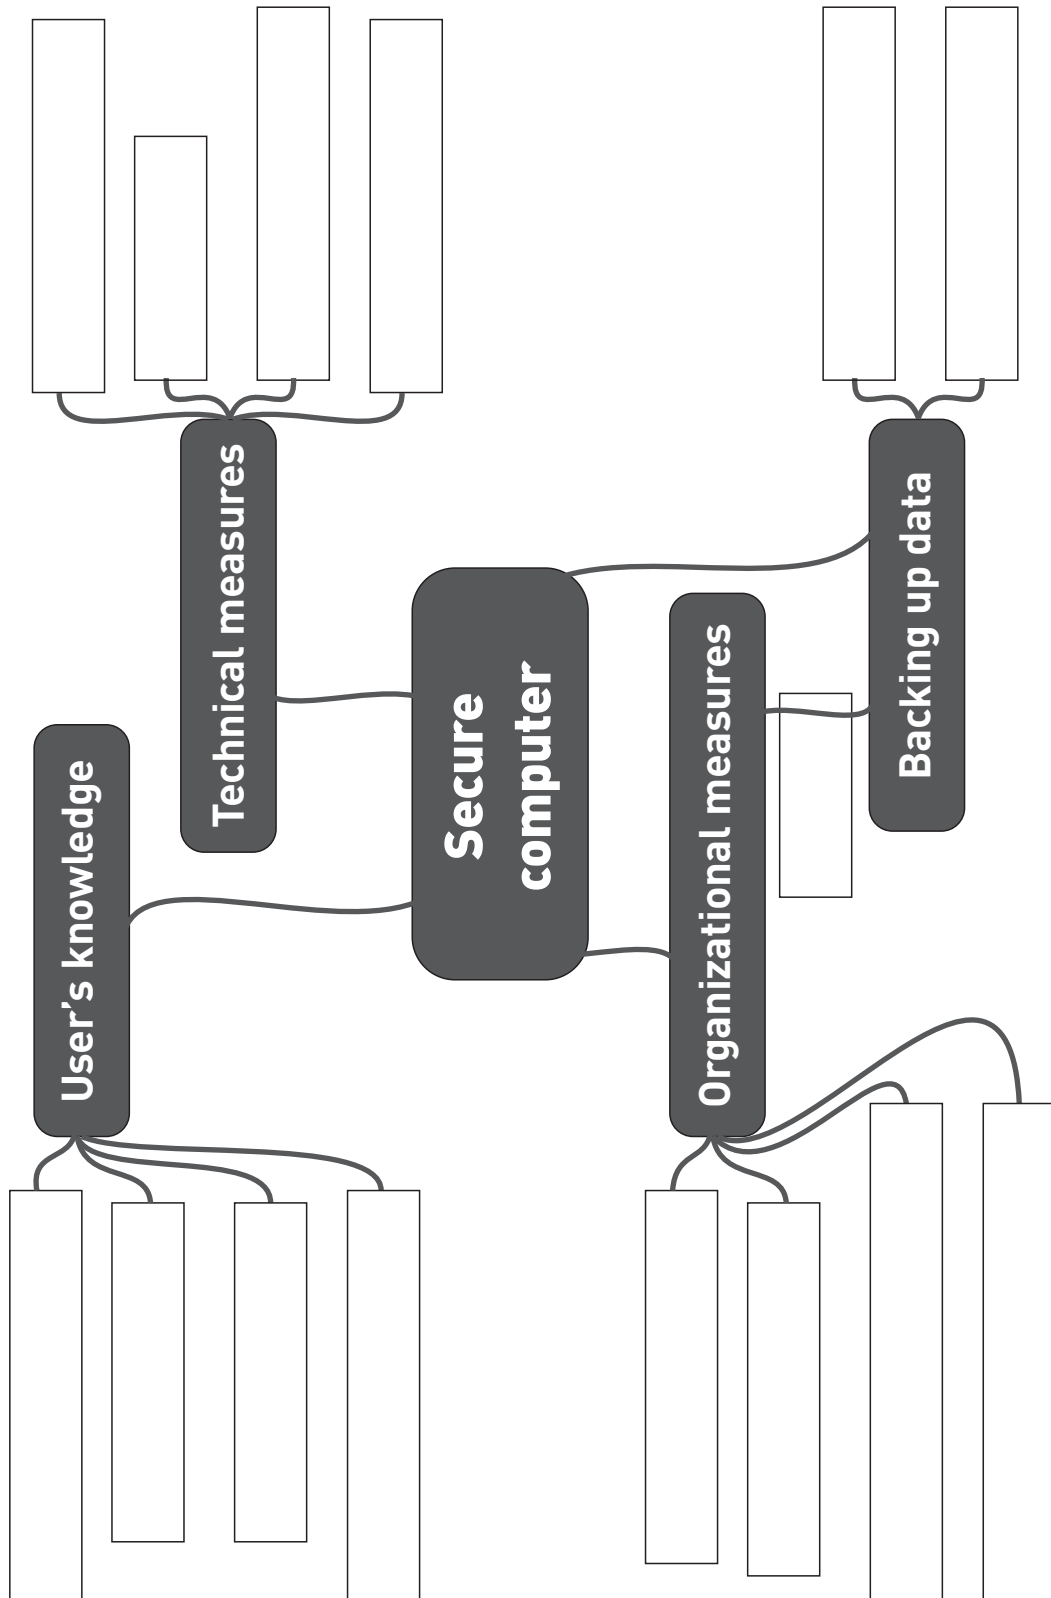 User's knowledge
Technical measures
Secure
computer
Organizational measures
Backing up data